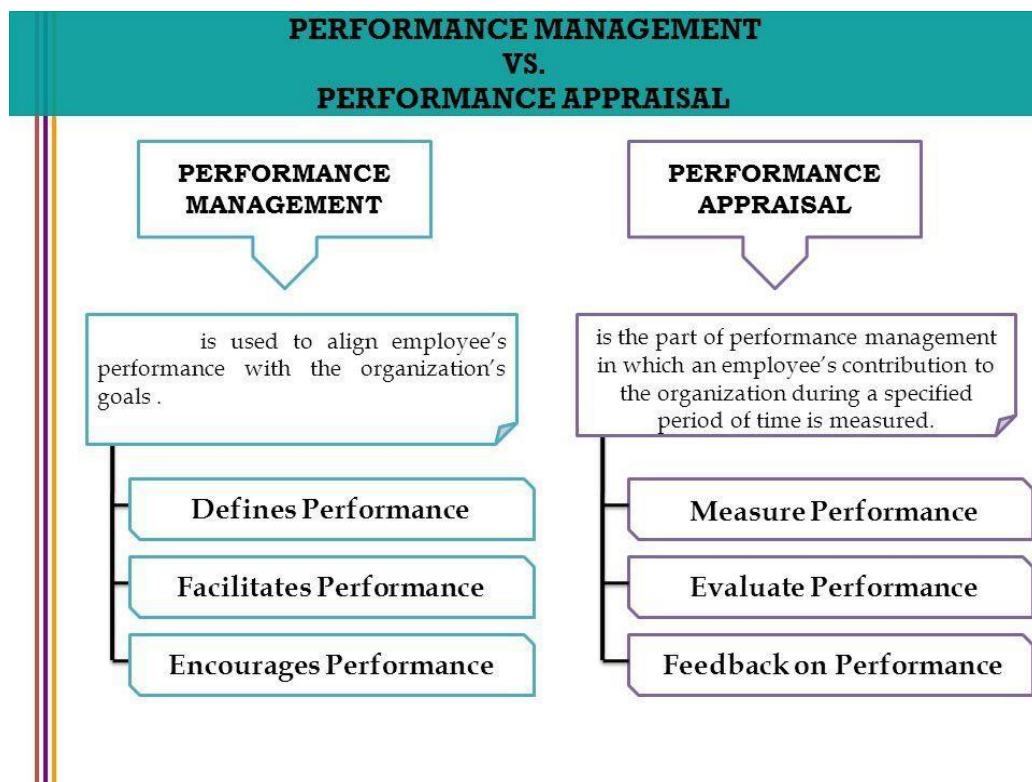 PERFORMANCE MANAGEMENT
VS.
PERFORMANCE APPRAISAL
PERFORMANCE
MANAGEMENT
is used to align employee's
performance with the organization's
goals .
Defines Performance
Facilitates Performance
Encourages Performance
PERFORMANCE
APPRAISAL
is the part of performance management
in which an employee's contribution to
the organization during a specified
period of time is measured.
Measure Performance
Evaluate Performance
Feedback on Performance